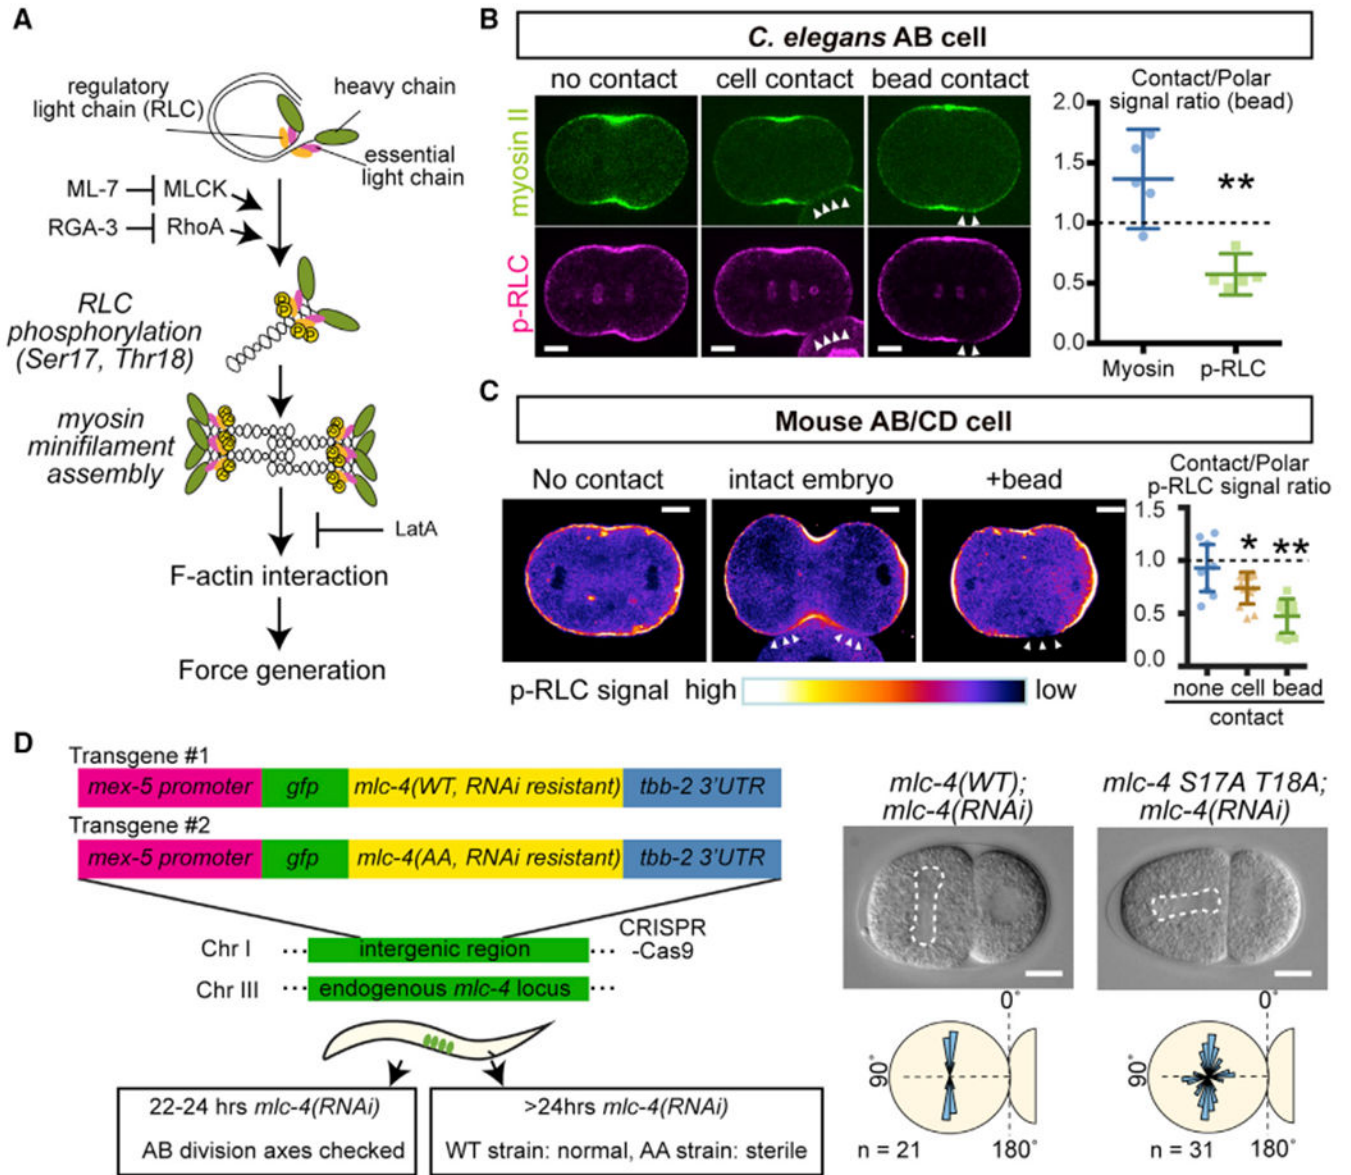 A
regulatory
light chain (RLC)
heavy chain
essential
light chain
ML-7
MLCK
RGA-3
RhoA
RLC
phosphorylation
(Ser17, Thr18)
P
P
P
P
myosin
minifilament
assembly
LatA
F-actin interaction
Force generation
B
C. elegans AB cell
no contact
cell contact
bead contact
myosin II
p-RLC
Contact/Polar
signal ratio (bead)
2.0
1.5
1.0
0.5
0.0
**
Myosin
p-RLC
C
Mouse AB/CD cell
No contact
intact embryo
+bead
p-RLC signal high
low
Contact/Polar
p-RLC signal ratio
1.5
1.0
0.5
0.0
*
**
none cell bead
contact
D
Transgene #1
mex-5 promoter
gfp
mlc-4(WT, RNAi resistant)
tbb-2 3'UTR
Transgene #2
mex-5 promoter
gfp
mlc-4(AA, RNAi resistant)
tbb-2 3'UTR
Chr I
intergenic region
CRISPR
-Cas9
Chr III
endogenous mlc-4 locus
22-24 hrs mlc-4(RNAi)
AB division axes checked
>24hrs mlc-4(RNAi)
WT strain: normal, AA strain: sterile
mlc-4(WT);
mlc-4(RNAi)
mlc-4 S17A T18A;
mlc-4(RNAi)
0°
90°
n = 21
180°
0°
90°
n = 31
180°